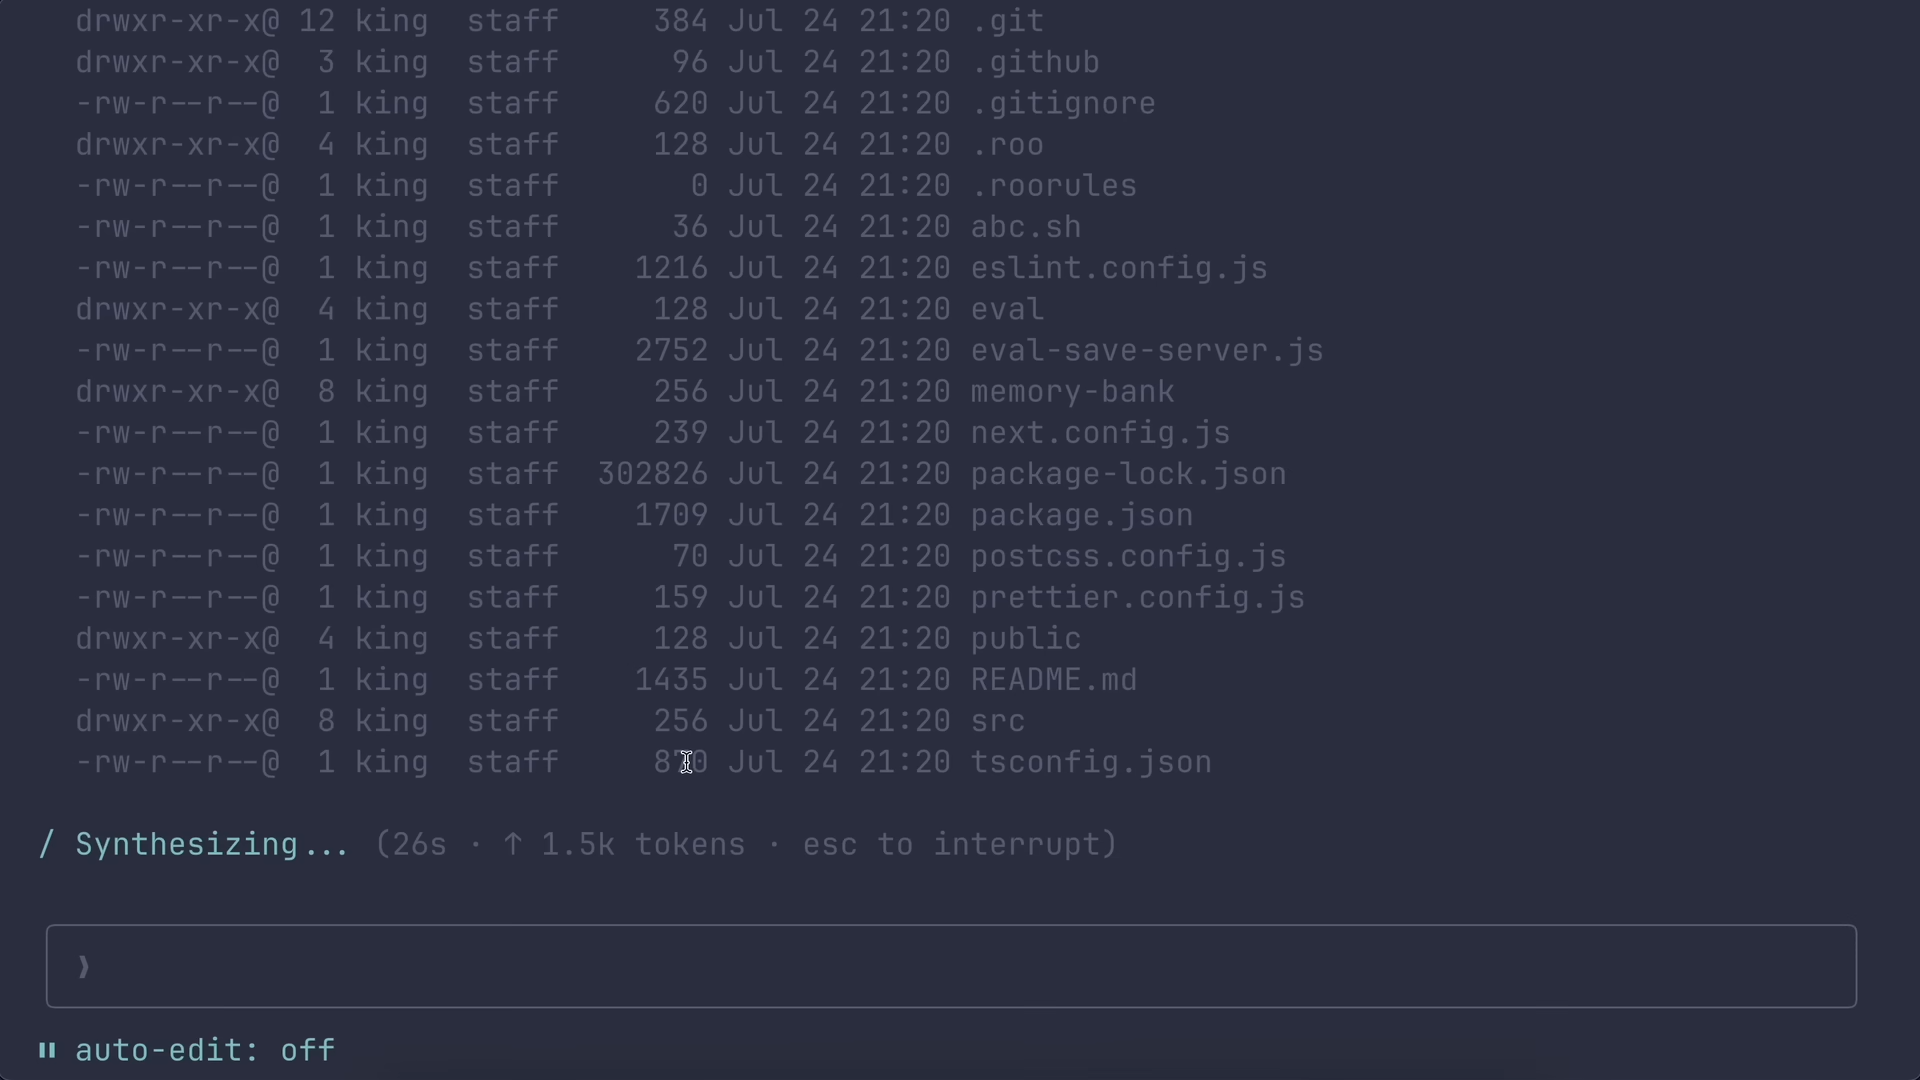 drwxr-xr-x@ 12 king  staff     384 Jul 24 21:20 .git
drwxr-xr-x@  3 king  staff      96 Jul 24 21:20 .github
-rw-r--r--@  1 king  staff     620 Jul 24 21:20 .gitignore
drwxr-xr-x@  4 king  staff     128 Jul 24 21:20 .roo
-rw-r--r--@  1 king  staff       0 Jul 24 21:20 .roorules
-rw-r--r--@  1 king  staff      36 Jul 24 21:20 abc.sh
-rw-r--r--@  1 king  staff    1216 Jul 24 21:20 eslint.config.js
drwxr-xr-x@  4 king  staff     128 Jul 24 21:20 eval
-rw-r--r--@  1 king  staff    2752 Jul 24 21:20 eval-save-server.js
drwxr-xr-x@  8 king  staff     256 Jul 24 21:20 memory-bank
-rw-r--r--@  1 king  staff     239 Jul 24 21:20 next.config.js
-rw-r--r--@  1 king  staff  302826 Jul 24 21:20 package-lock.json
-rw-r--r--@  1 king  staff    1709 Jul 24 21:20 package.json
-rw-r--r--@  1 king  staff      70 Jul 24 21:20 postcss.config.js
-rw-r--r--@  1 king  staff     159 Jul 24 21:20 prettier.config.js
drwxr-xr-x@  4 king  staff     128 Jul 24 21:20 public
-rw-r--r--@  1 king  staff    1435 Jul 24 21:20 README.md
drwxr-xr-x@  8 king  staff     256 Jul 24 21:20 src
-rw-r--r--@  1 king  staff     870 Jul 24 21:20 tsconfig.json
/ Synthesizing... (26s · ↑ 1.5k tokens · esc to interrupt)
❯
⏸ auto-edit: off